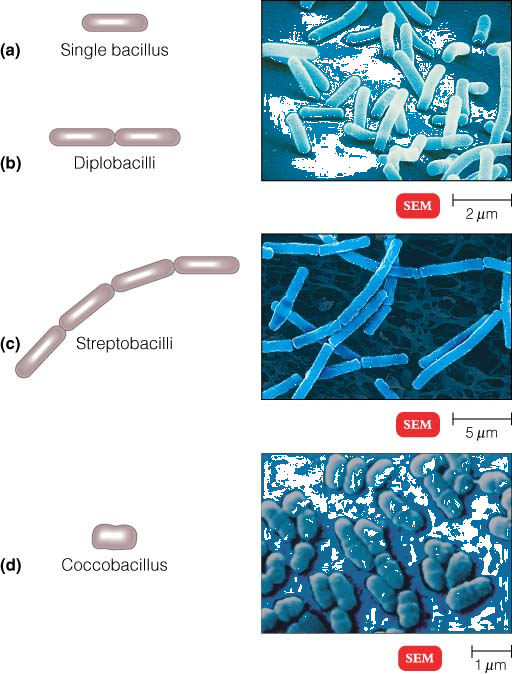 (a)
Single bacillus
(b)
Diplobacilli
SEM
2 μm
(c)
Streptobacilli
SEM
5 μm
(d)
Coccobacillus
SEM
1 μm